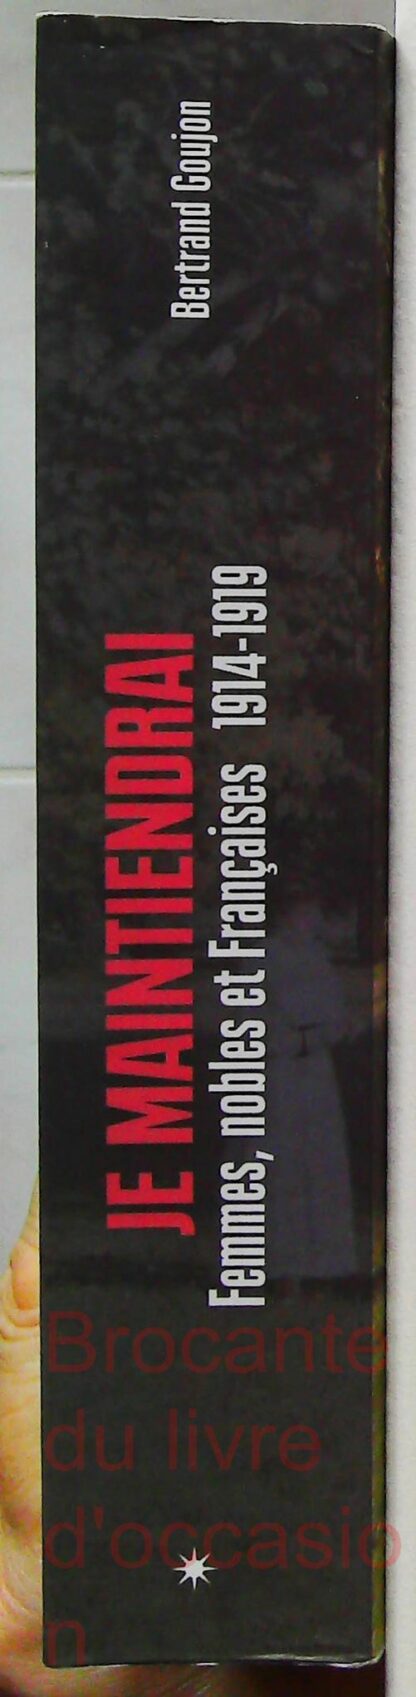 Bertrand Goujon
JE MAINTIENDRAI
Femmes, nobles et Françaises 1914-1919
Brocante
du livre
d'occasio
n